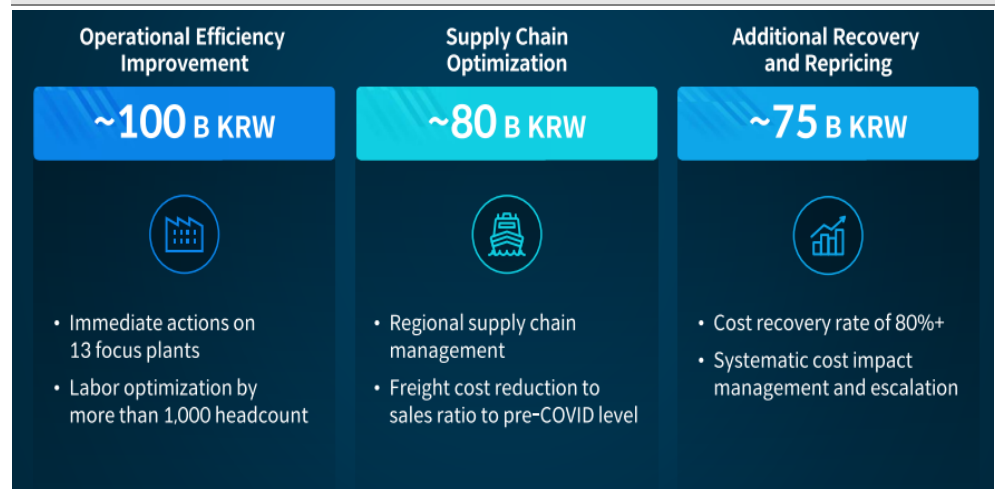 Operational Efficiency
Improvement
~100 B KRW
• Immediate actions on
13 focus plants
• Labor optimization by
more than 1,000 headcount
Supply Chain
Optimization
~80 B KRW
• Regional supply chain
management
• Freight cost reduction to
sales ratio to pre-COVID level
Additional Recovery
and Repricing
~75 B KRW
• Cost recovery rate of 80%+
• Systematic cost impact
management and escalation